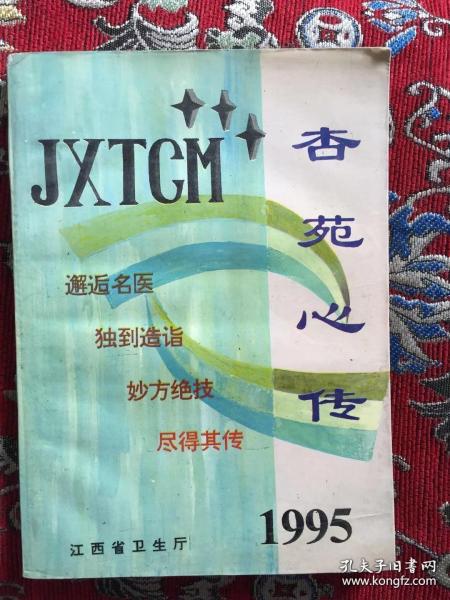 JXTCM
杏苑心传
邂逅名医
独到造诣
妙方绝技
尽得其传
1995
江西省卫生厅
孔夫子旧书网
www.kongfz.com